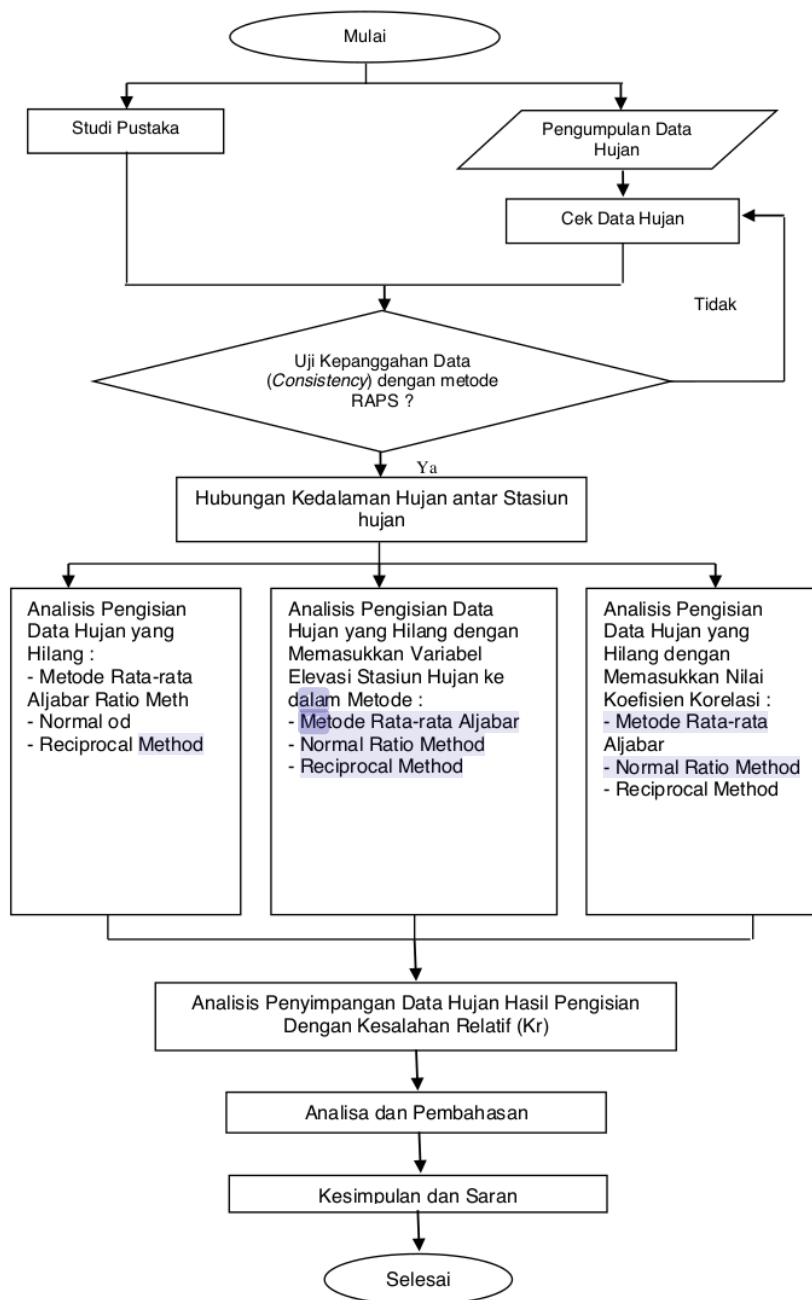 Mulai
Studi Pustaka
Pengumpulan Data
Hujan
Cek Data Hujan
Tidak
Uji Kepanggahan Data
(Consistency) dengan metode
RAPS ?
Ya
Hubungan Kedalaman Hujan antar Stasiun
hujan
Analisis Pengisian
Data Hujan yang
Hilang :
- Metode Rata-rata
Aljabar Ratio Meth
- Normal od
- Reciprocal Method
Analisis Pengisian Data
Hujan yang Hilang dengan
Memasukkan Variabel
Elevasi Stasiun Hujan ke
dalam Metode :
- Metode Rata-rata Aljabar
- Normal Ratio Method
- Reciprocal Method
Analisis Pengisian
Data Hujan yang
Hilang dengan
Memasukkan Nilai
Koefisien Korelasi :
- Metode Rata-rata
Aljabar
- Normal Ratio Method
- Reciprocal Method
Analisis Penyimpangan Data Hujan Hasil Pengisian
Dengan Kesalahan Relatif (Kr)
Analisa dan Pembahasan
Kesimpulan dan Saran
Selesai